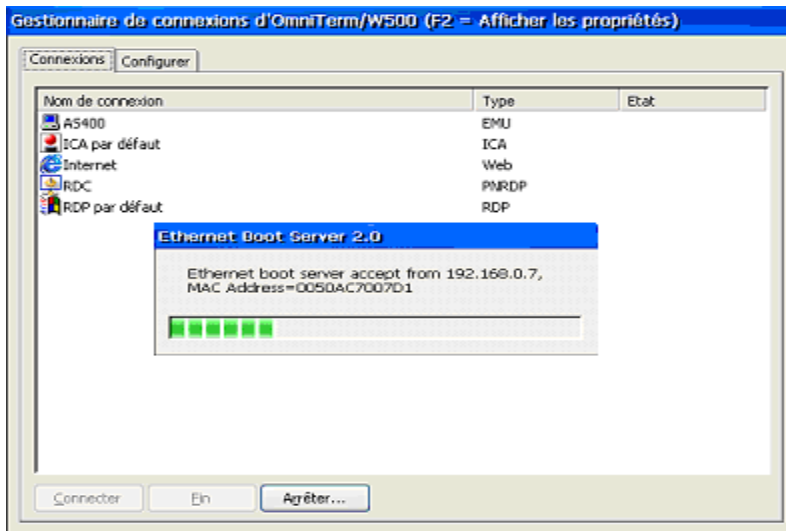 Gestionnaire de connexions d'OmniTerm/W500 (F2 = Afficher les propriétés)
Connexions Configurer
Nom de connexion Type Etat
AS400 EMU
ICA par défaut ICA
Internet Web
RDC PNRDP
RDP par défaut RDP
Ethernet Boot Server 2.0
Ethernet boot server accept from 192.168.0.7,
MAC Address=0050AC7007D1
Connecter Fin Arrêter...